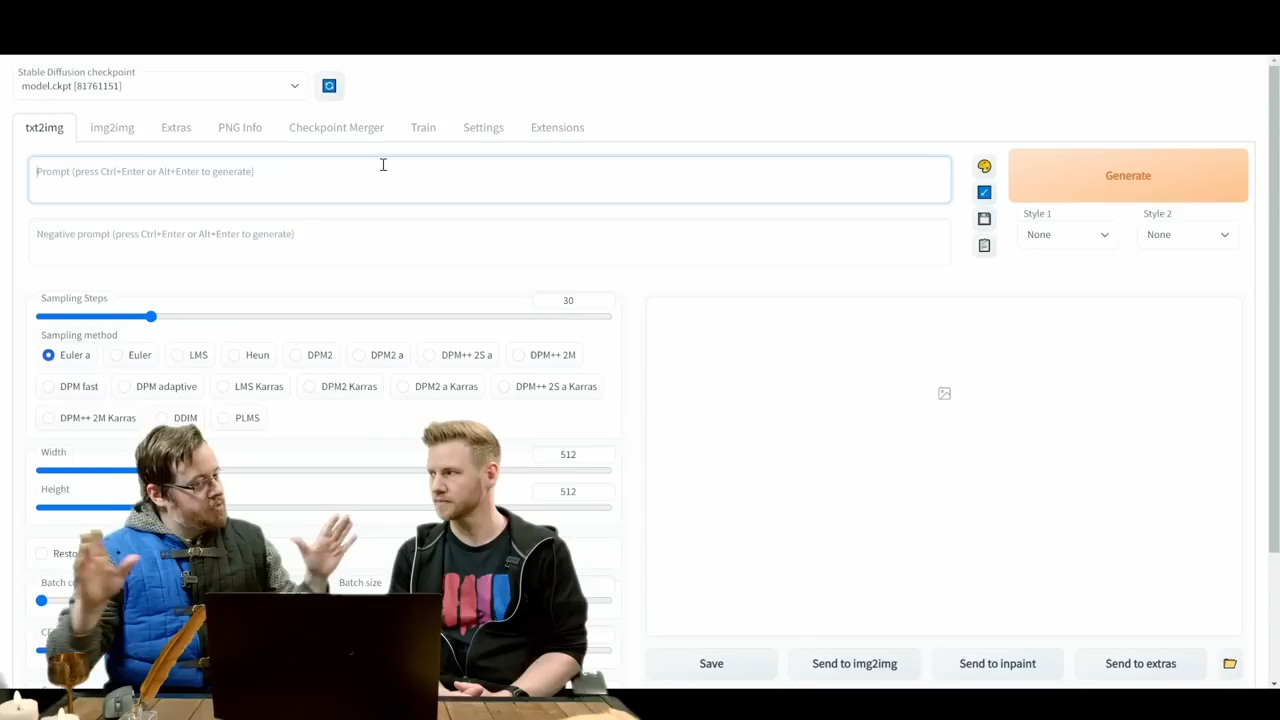 Stable Diffusion checkpoint
model.ckpt [81761151]
txt2img img2img Extras PNG Info Checkpoint Merger Train Settings Extensions
Prompt (press Ctrl+Enter or Alt+Enter to generate)
Generate
Style 1 Style 2
None None
Negative prompt (press Ctrl+Enter or Alt+Enter to generate)
Sampling Steps 30
Sampling method
Euler a Euler LMS Heun DPM2 DPM2 a DPM++ 2S a DPM++ 2M
DPM fast DPM adaptive LMS Karras DPM2 Karras DPM2 a Karras DPM++ 2S a Karras
DPM++ 2M Karras DDIM PLMS
Width 512
Height 512
Resto
Batch co Batch size
Save Send to img2img Send to inpaint Send to extras